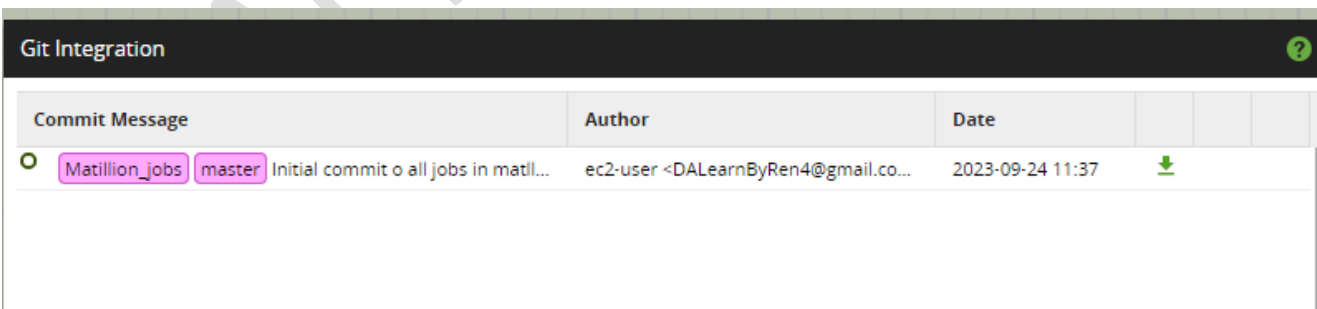 Git Integration
Commit Message Author Date
Matillion_jobs master Initial commit o all jobs in matll... ec2-user <DALearnByRen4@gmail.co... 2023-09-24 11:37